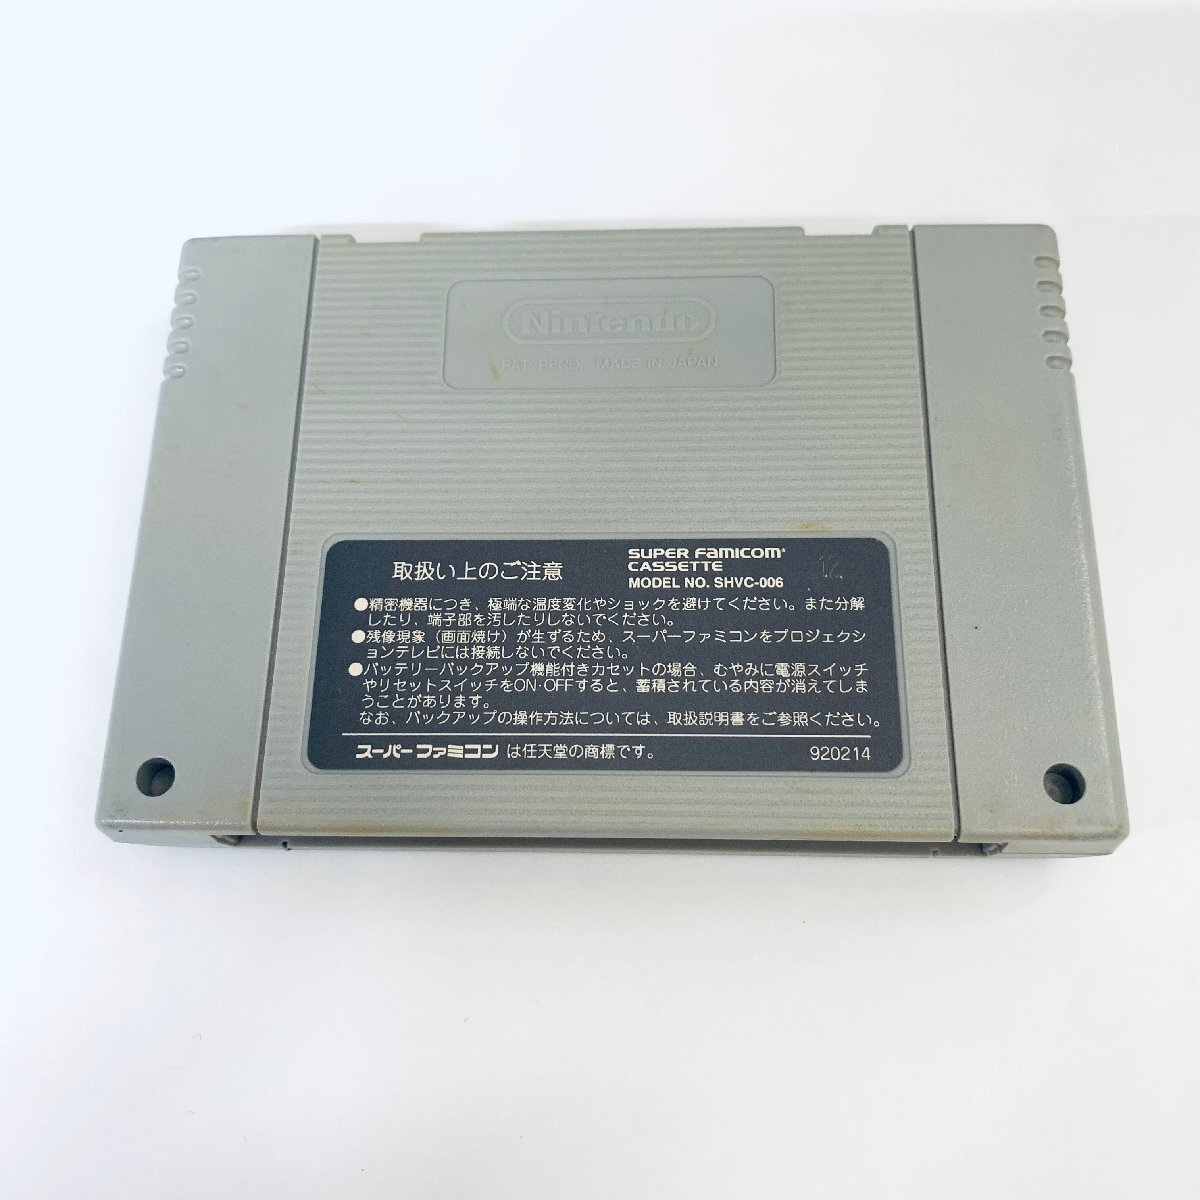 Nintendo
PAT. PEND. MADE IN JAPAN
取扱い上のご注意
SUPER FAMICOM
CASSETTE
MODEL NO. SHVC-006
12
●精密機器につき、極端な温度変化やショックを避けてください。また分解
したり、端子部を汚したりしないでください。
●残像現象（画面焼け）が生ずるため、スーパーファミコンをプロジェクシ
ョンテレビには接続しないでください。
●バッテリーバックアップ機能付きカセットの場合、むやみに電源スイッチ
やリセットスイッチをON・OFFすると、蓄積されている内容が消えてしま
うことがあります。
なお、バックアップの操作方法については、取扱説明書をご参照ください。
スーパーファミコン は任天堂の商標です。
920214